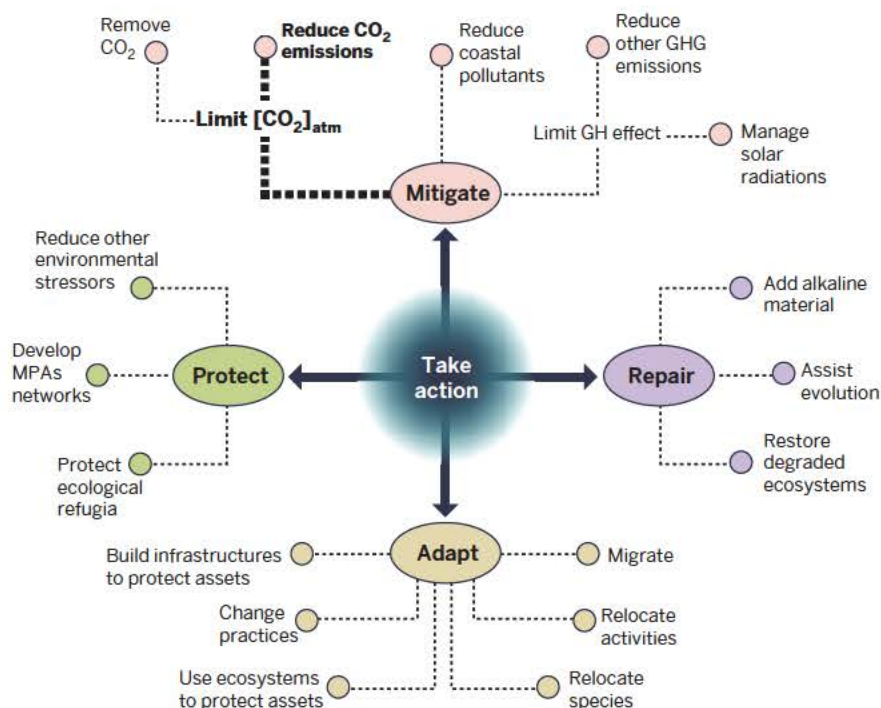 Remove
CO₂
Reduce CO₂
emissions
Reduce
coastal
pollutants
Reduce
other GHG
emissions
Limit [CO₂]atm
Limit GH effect
Manage
solar
radiations
Mitigate
Reduce other
environmental
stressors
Develop
MPAs
networks
Protect
ecological
refugia
Protect
Take
action
Repair
Add alkaline
material
Assist
evolution
Restore
degraded
ecosystems
Adapt
Build infrastructures
to protect assets
Migrate
Change
practices
Relocate
activities
Use ecosystems
to protect assets
Relocate
species